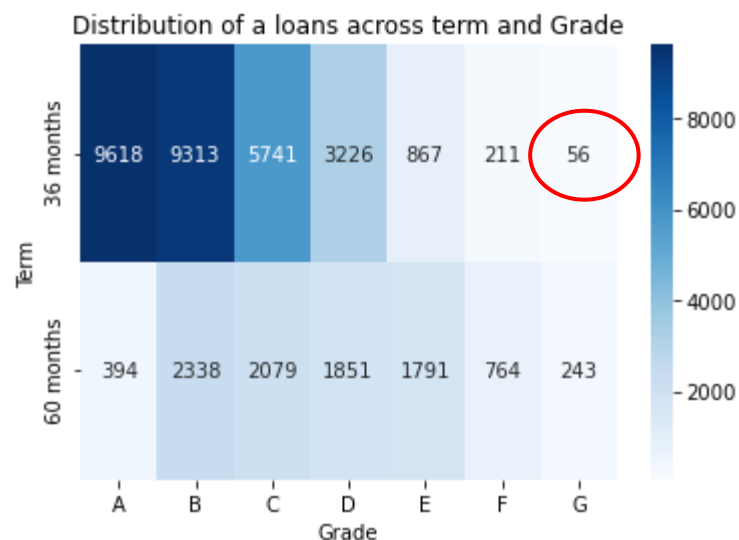 Distribution of a loans across term and Grade
36 months
9618 9313 5741 3226 867 211 56
60 months
394 2338 2079 1851 1791 764 243
Term
A B C D E F G
Grade
8000
6000
4000
2000